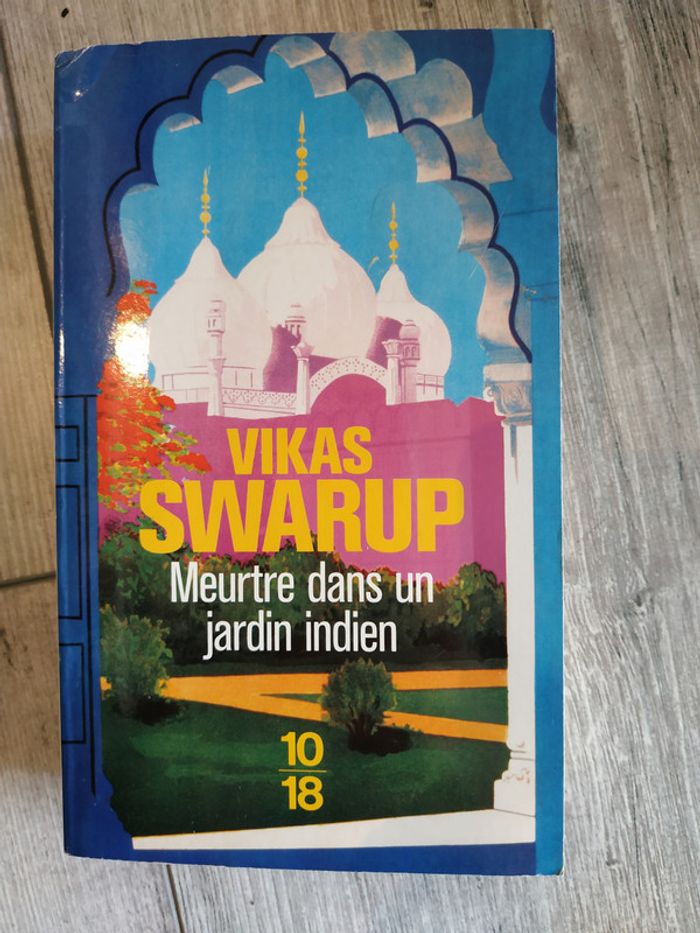 VIKAS
SWARUP
Meurtre dans un
jardin indien
10
18